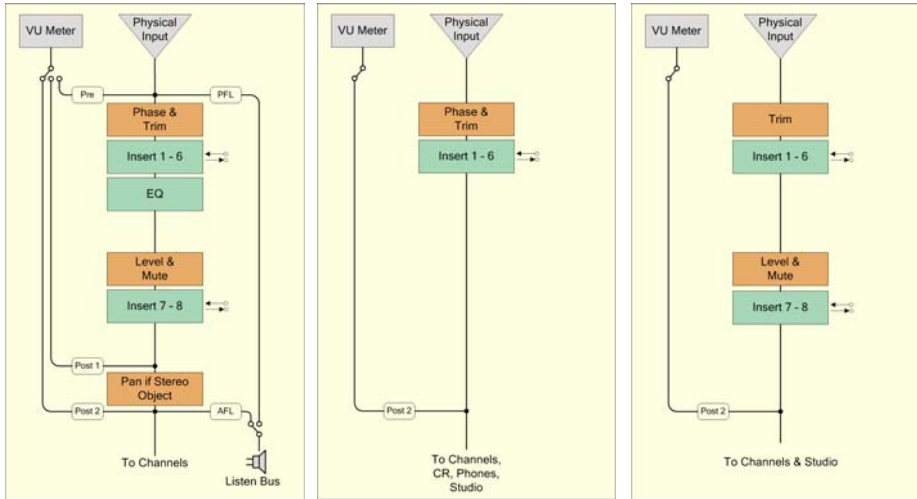 VU Meter
Physical
Input
Pre
PFL
Phase &
Trim
Insert 1 - 6
EQ
Level &
Mute
Insert 7 - 8
Post 1
Pan if Stereo
Object
Post 2
AFL
To Channels
Listen Bus
VU Meter
Physical
Input
Phase &
Trim
Insert 1 - 6
Post 2
To Channels,
CR, Phones,
Studio
VU Meter
Physical
Input
Trim
Insert 1 - 6
Level &
Mute
Insert 7 - 8
Post 2
To Channels & Studio